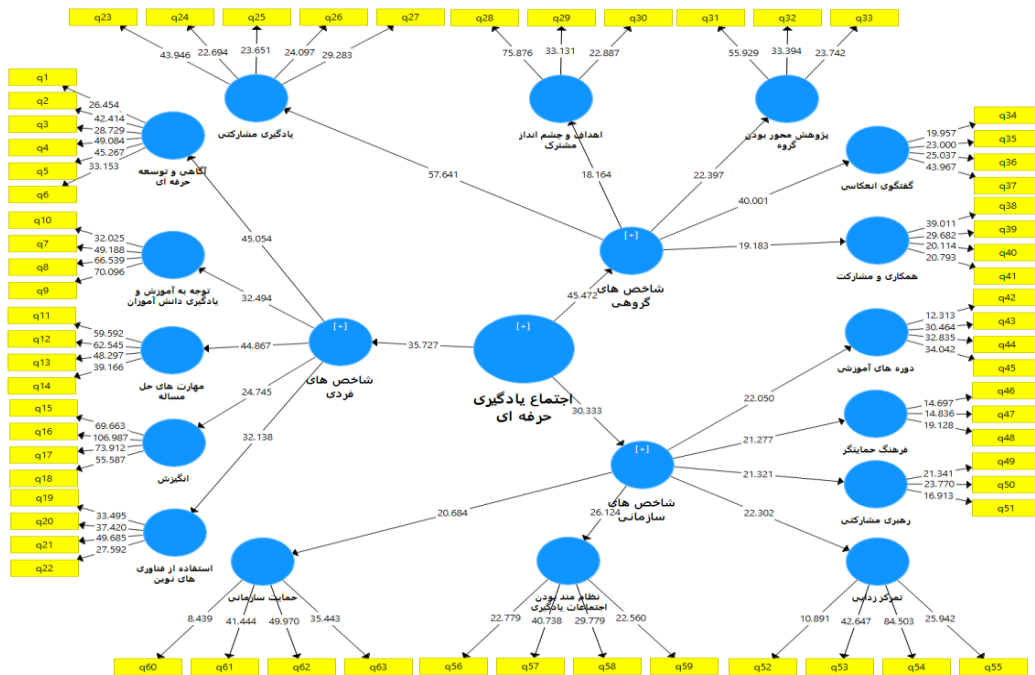 q23
q24
q25
q26
q27
q28
q29
q30
q31
q32
q33
43.946
22.694
23.651
24.097
29.283
75.876
33.131
22.887
55.929
33.394
23.742
یادگیری مشارکتی
اهداف و چشم انداز
مشترک
پژوهش محور بودن
گروه
q1
q2
q3
q4
q5
q6
26.454
42.414
28.729
49.084
45.267
33.153
آگاهی و توسعه
حرفه ای
q34
q35
q36
q37
19.957
23.000
25.037
43.967
گفتگوی انعکاسی
57.641
18.164
22.397
40.001
19.183
[+]
شاخص های
گروهی
q38
q39
q40
q41
39.011
29.682
20.114
20.793
همکاری و مشارکت
q10
q7
q8
q9
32.025
49.188
66.539
70.096
توجه به آموزش و
یادگیری دانش آموزان
45.054
32.494
44.867
24.745
32.138
[+]
شاخص های
فردی
35.727
45.472
30.333
[+]
اجتماع یادگیری
حرفه ای
q11
q12
q13
q14
59.592
62.545
48.297
39.166
مهارت های حل
مساله
q42
q43
q44
q45
12.313
30.464
32.835
34.042
دوره های آموزشی
q15
q16
q17
q18
69.663
106.987
73.912
55.587
انگیزش
q46
q47
q48
14.697
14.836
19.128
فرهنگ حمایتگر
22.050
21.277
21.321
22.302
26.124
20.684
[+]
شاخص های
سازمانی
q49
q50
q51
21.341
23.770
16.913
رهبری مشارکتی
q19
q20
q21
q22
33.495
37.420
49.685
27.592
استفاده از فناوری
های نوین
حمایت سازمانی
نظام مند بودن
اجتماعات یادگیری
تمرکز زدایی
8.439
41.444
49.970
35.443
22.779
40.738
29.779
22.560
10.891
42.647
84.503
25.942
q60
q61
q62
q63
q56
q57
q58
q59
q52
q53
q54
q55